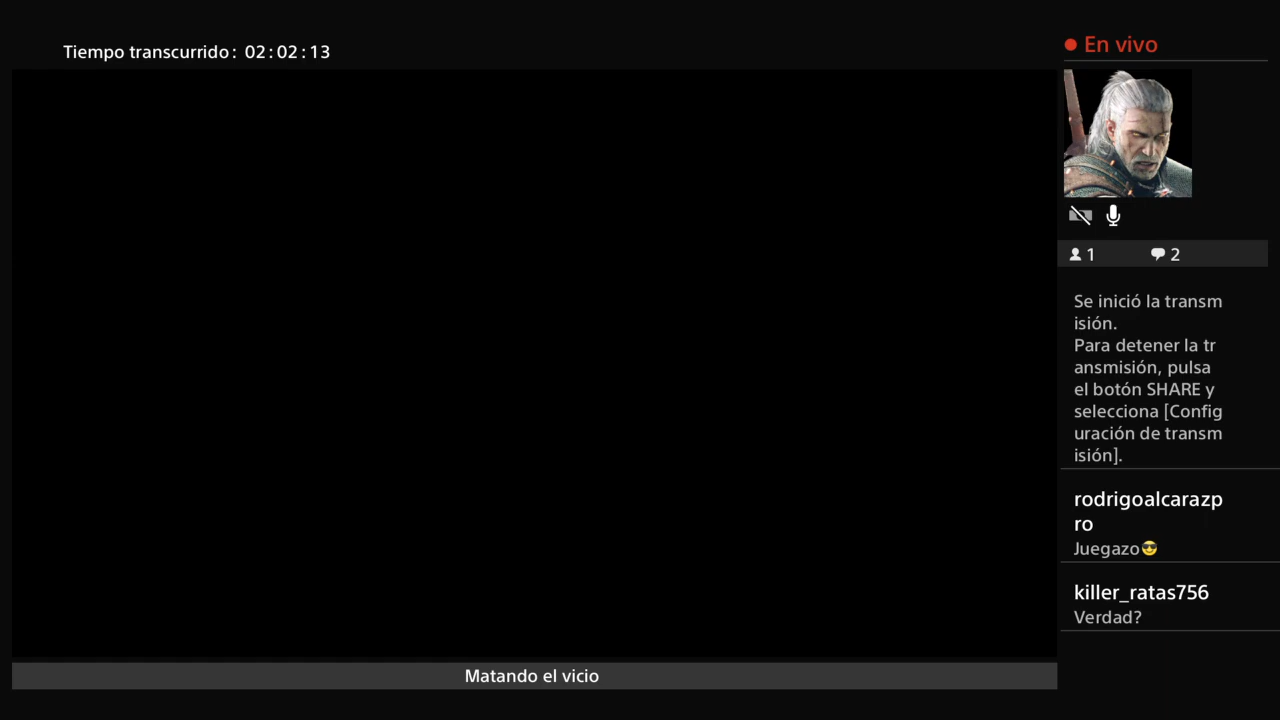 Tiempo transcurrido: 02:02:13
En vivo
1 2
Se inició la transm
isión.
Para detener la tr
ansmisión, pulsa
el botón SHARE y
selecciona [Config
uración de transm
isión].
rodrigoalcarazp
ro
Juegazo😎
killer_ratas756
Verdad?
Matando el vicio